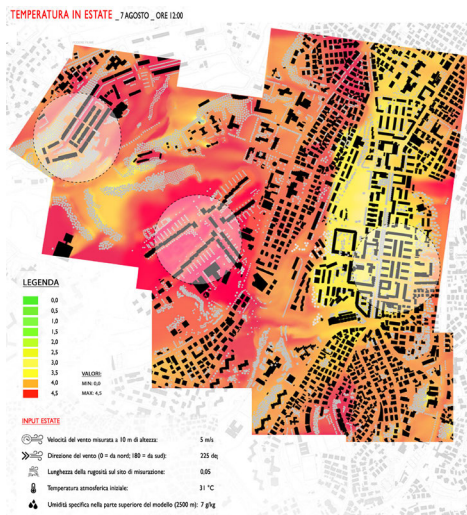 TEMPERATURA IN ESTATE _ 7 AGOSTO _ ORE 12:00
LEGENDA
0,0
0,5
1,0
1,5
2,0
2,5
3,0
3,5
4,0
4,5
VALORI:
MIN: 0,0
MAX: 4,5
INPUT ESTATE
Velocità del vento misurata a 10 m di altezza: 5 m/s
Direzione del vento (0 = da nord; 180 = da sud): 225 deg
Lunghezza della rugosità sul sito di misurazione: 0,05
Temperatura atmosferica iniziale: 31 °C
Umidità specifica nella parte superiore del modello (2500 m): 7 g/kg